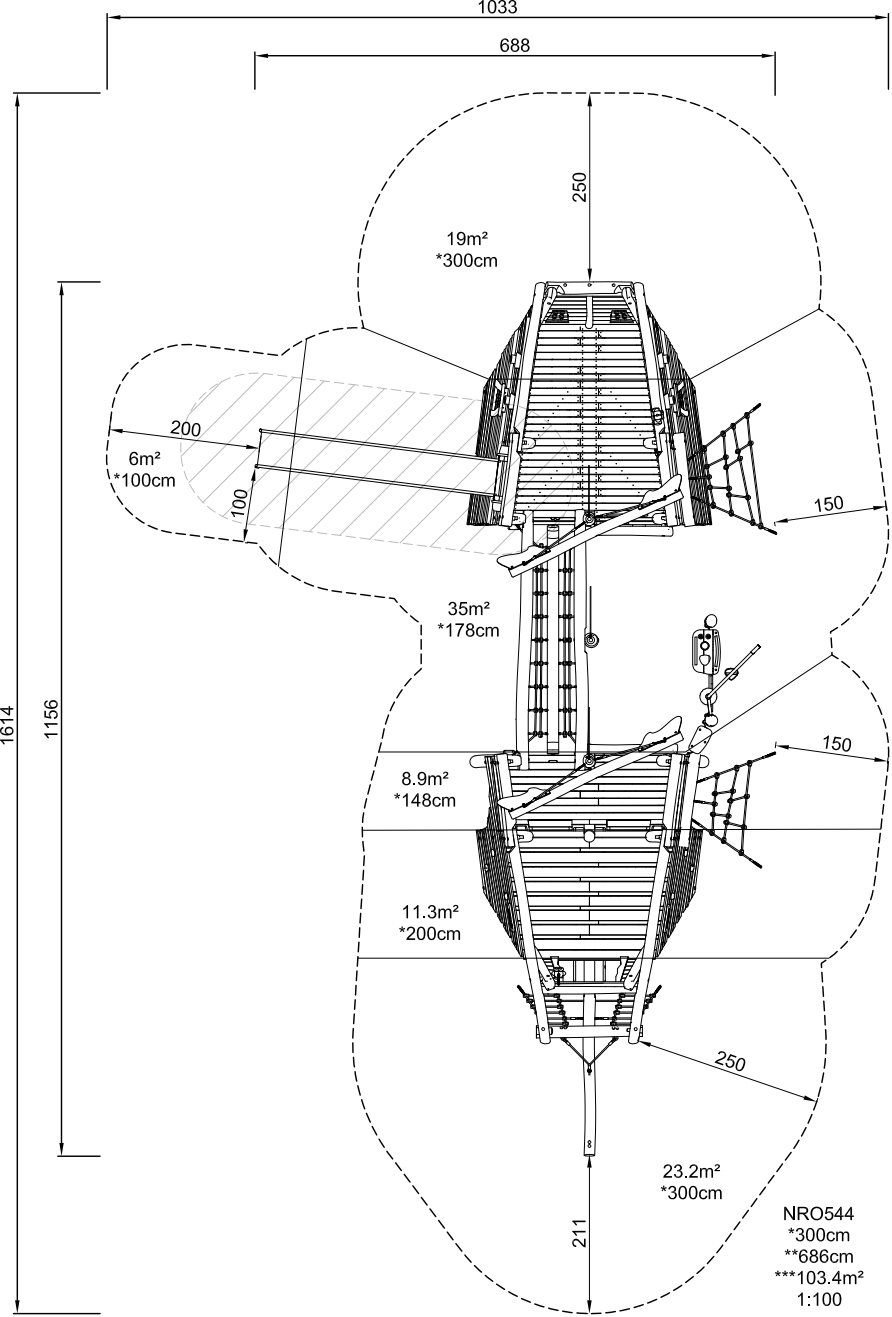 1033
688
250
19m²
*300cm
200
6m²
*100cm
100
150
35m²
*178cm
1614
1156
150
8.9m²
*148cm
11.3m²
*200cm
250
23.2m²
*300cm
211
NRO544
*300cm
**686cm
***103.4m²
1:100